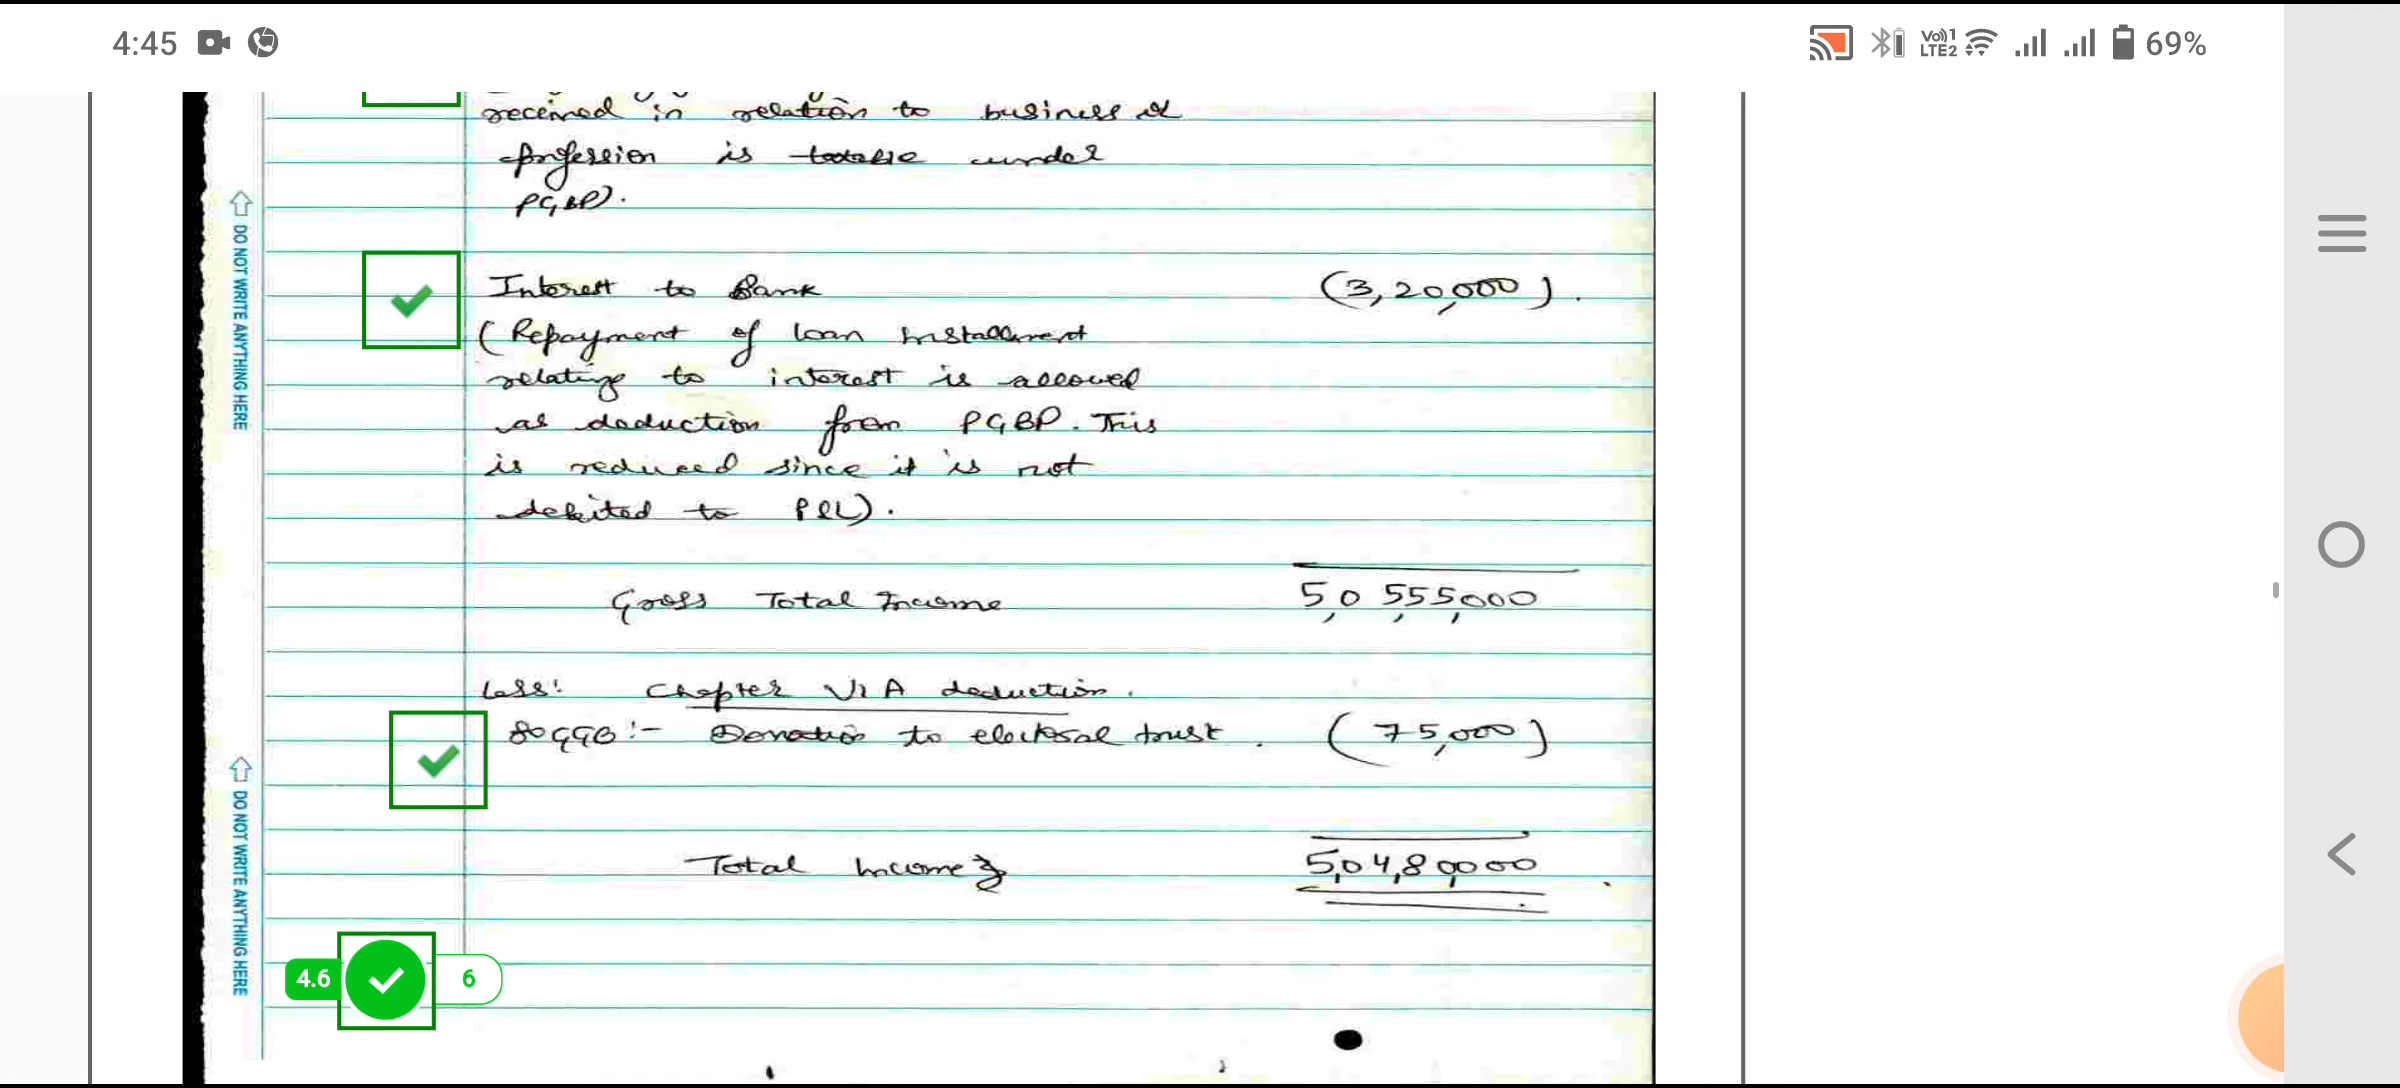 4:45
Vo)) 1
LTE2
69%
received in relation to business &
profession is taxable under
PGBP).
Interest to Bank (3,20,000).
(Repayment of loan installment
relating to interest is allowed
as deduction from PGBP. This
is reduced since it is not
debited to P&L).
Gross Total Income 5,0,555,000
Less: Chapter VI A deduction.
80GGB:- Donation to electoral trust. (75,000)
Total Income 5,04,80,000
4.6
6
DO NOT WRITE ANYTHING HERE
DO NOT WRITE ANYTHING HERE